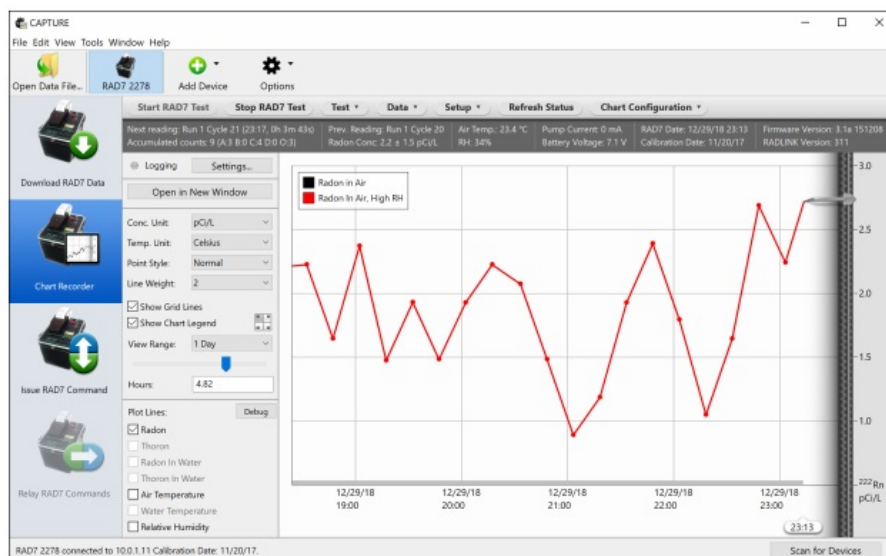 CAPTURE
File Edit View Tools Window Help
Open Data File... RAD7 2278 Add Device Options
Start RAD7 Test Stop RAD7 Test Test Data Setup Refresh Status Chart Configuration
Next reading: Run 1 Cycle 21 (23:17, 0h 3m 43s) Prev. Reading: Run 1 Cycle 20 Air Temp: 23.4 °C Pump Current: 0 mA RAD7 Date: 12/29/18 23:13 Firmware Version: 3.1a 151208
Accumulated counts: 9 (A:3 B:0 C:4 D:0 O:3) Radon Conc: 2.2 ± 1.5 pCi/L RH: 34% Battery Voltage: 7.1 V Calibration Date: 11/20/17 RADLINK Version: 311
Download RAD7 Data
Chart Recorder
Issue RAD7 Command
Relay RAD7 Commands
Logging Settings...
Open in New Window
Conc. Unit: pCi/L
Temp. Unit: Celsius
Point Style: Normal
Line Weight: 2
Show Grid Lines
Show Chart Legend
View Range: 1 Day
Hours: 4.82
Plot Lines: Debug
Radon
Thoron
Radon In Water
Thoron In Water
Air Temperature
Water Temperature
Relative Humidity
Radon in Air
Radon In Air, High RH
3.0
2.5
2.0
1.5
1.0
222Rn
pCi/L
12/29/18 12/29/18 12/29/18 12/29/18 12/29/18
19:00 20:00 21:00 22:00 23:00
23:13
RAD7 2278 connected to 10.0.1.11 Calibration Date: 11/20/17. Scan for Devices